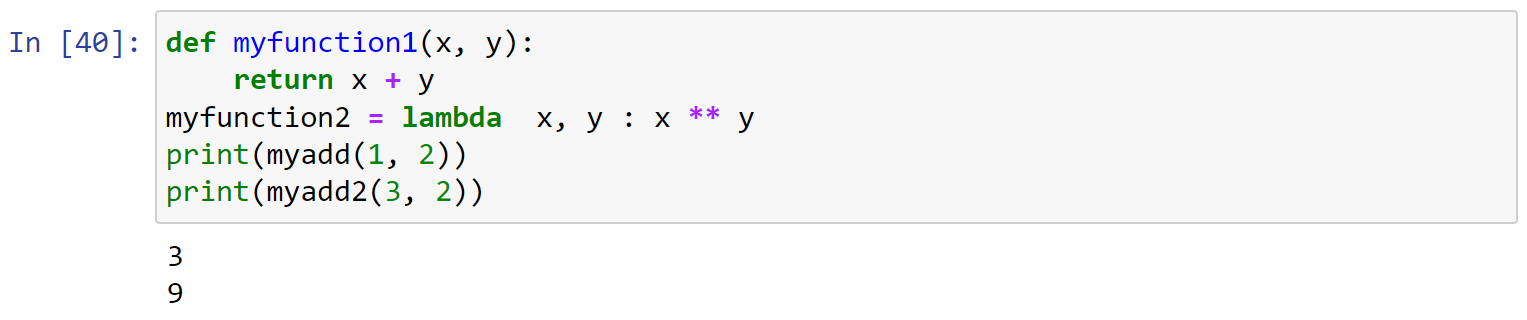 In [40]: def myfunction1(x, y):
    return x + y
myfunction2 = lambda  x, y : x ** y
print(myadd(1, 2))
print(myadd2(3, 2))
3
9